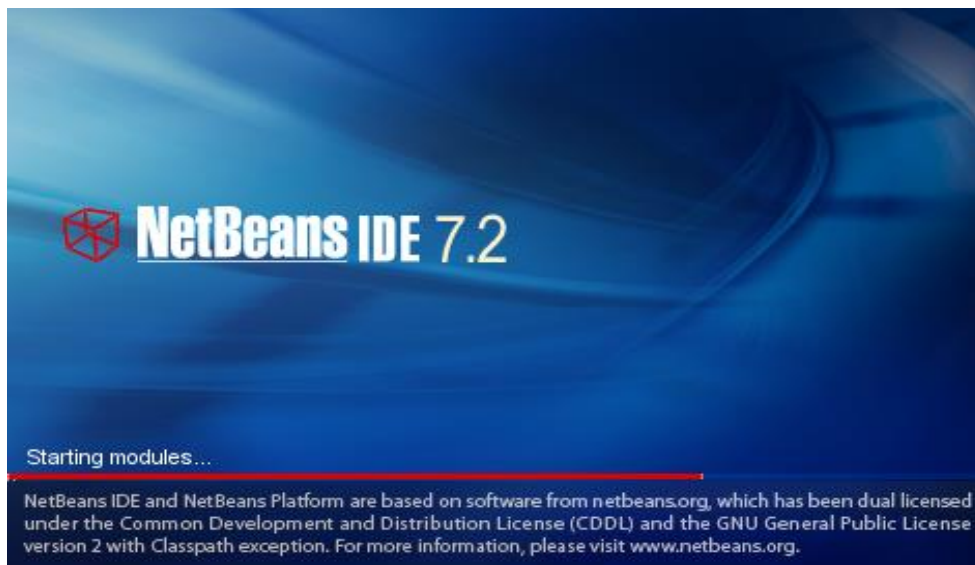 NetBeans IDE 7.2
Starting modules...
NetBeans IDE and NetBeans Platform are based on software from netbeans.org, which has been dual licensed
under the Common Development and Distribution License (CDDL) and the GNU General Public License
version 2 with Classpath exception. For more information, please visit www.netbeans.org.